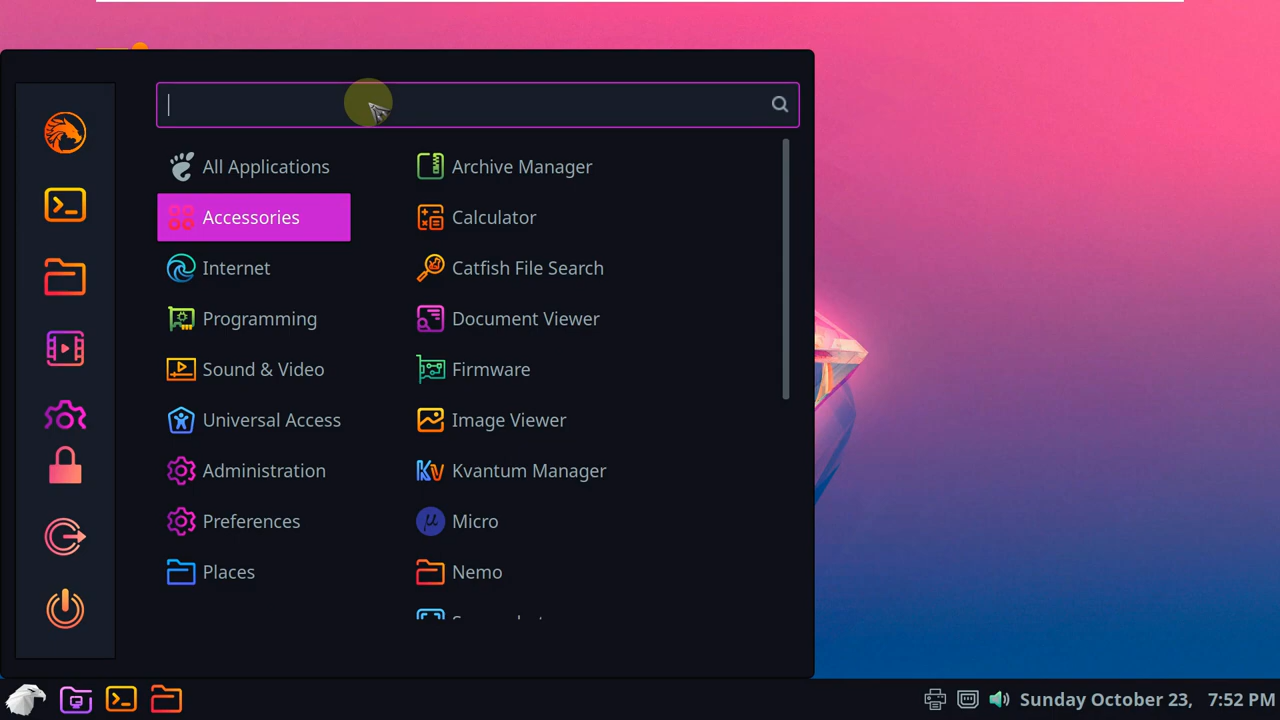 All Applications
Accessories
Internet
Programming
Sound & Video
Universal Access
Administration
Preferences
Places
Archive Manager
Calculator
Catfish File Search
Document Viewer
Firmware
Image Viewer
Kvantum Manager
Micro
Nemo
Sunday October 23, 7:52 PM